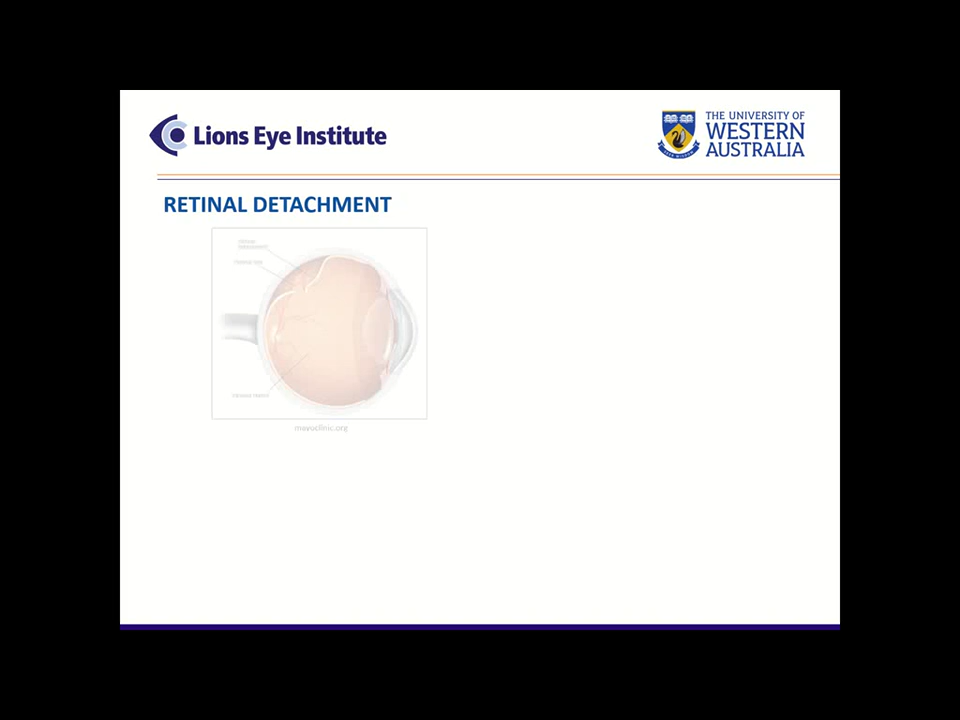 Lions Eye Institute
THE UNIVERSITY OF
WESTERN
AUSTRALIA
RETINAL DETACHMENT
mayoclinic.org